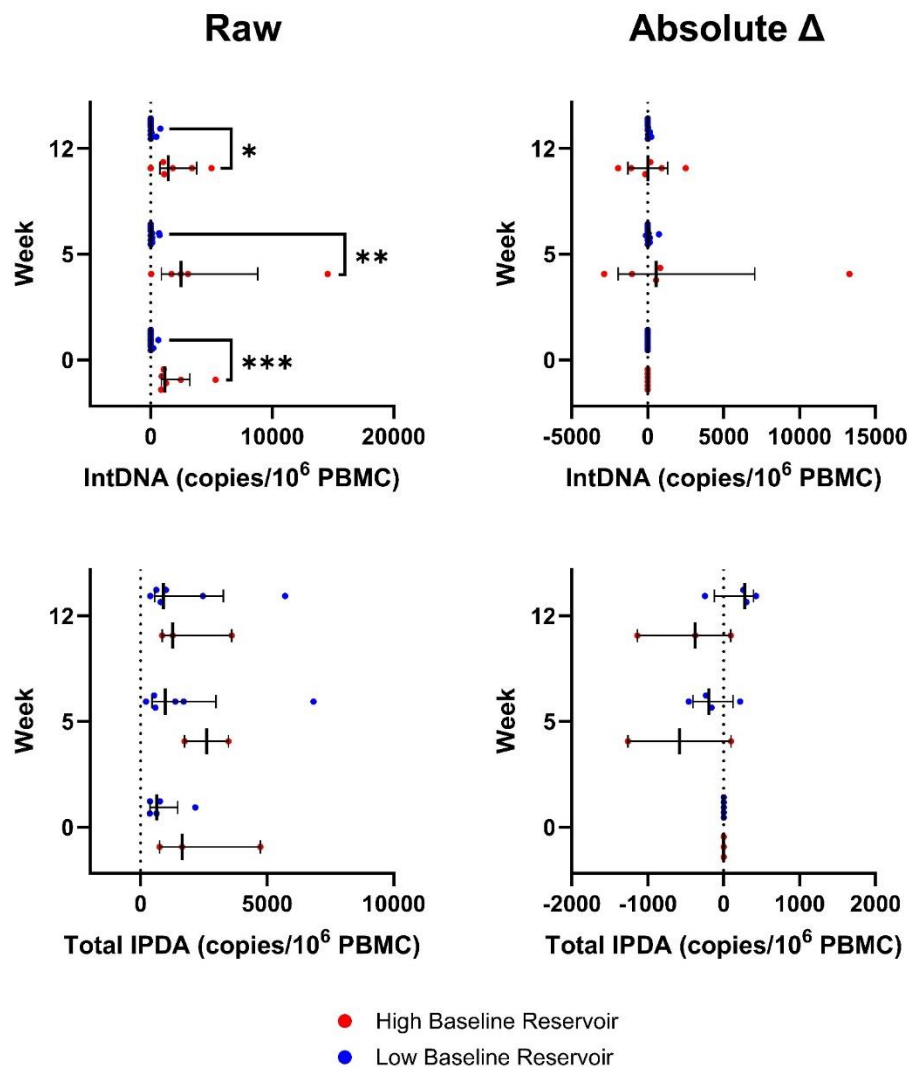 Raw
Absolute Δ
Week
12
5
0
*
**
***
0
10000
20000
IntDNA (copies/10⁶ PBMC)
Week
12
5
0
-5000
0
5000
10000
15000
IntDNA (copies/10⁶ PBMC)
Week
12
5
0
0
5000
10000
Total IPDA (copies/10⁶ PBMC)
Week
12
5
0
-2000
-1000
0
1000
2000
Total IPDA (copies/10⁶ PBMC)
High Baseline Reservoir
Low Baseline Reservoir